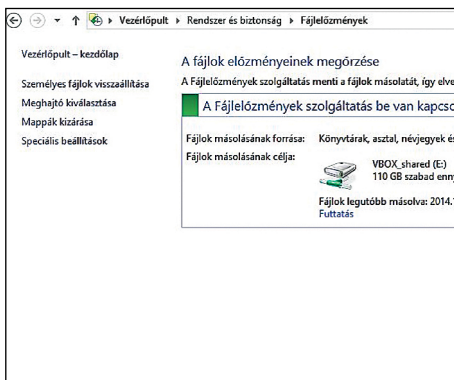 Vezérlőpult ▸ Rendszer és biztonság ▸ Fájlelőzmények
Vezérlőpult – kezdőlap
Személyes fájlok visszaállítása
Meghajtó kiválasztása
Mappák kizárása
Speciális beállítások
A fájlok előzményeinek megőrzése
A Fájlelőzmények szolgáltatás menti a fájlok másolatát, így elve
A Fájlelőzmények szolgáltatás be van kapcso
Fájlok másolásának forrása: Könyvtárak, asztal, névjegyek és
Fájlok másolásának célja:
VBOX_shared (E:)
110 GB szabad enny
Fájlok legutóbb másolva: 2014.
Futtatás